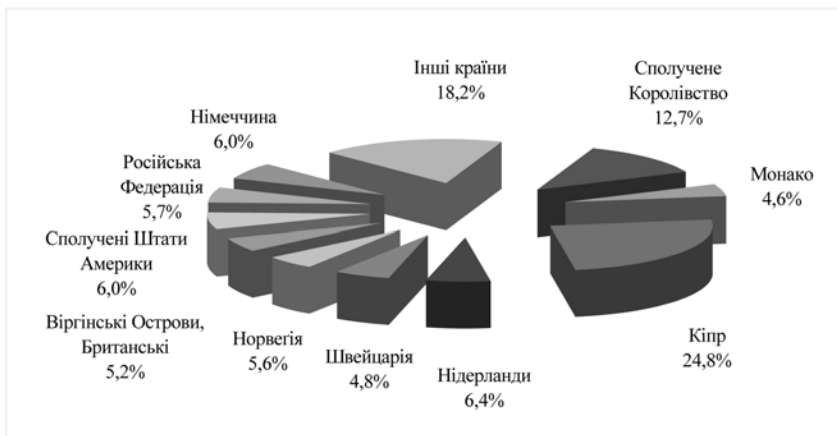 Інші країни
18,2%
Сполучене
Королівство
12,7%
Монако
4,6%
Кіпр
24,8%
Нідерланди
6,4%
Швейцарія
4,8%
Норвегія
5,6%
Віргінські Острови,
Британські
5,2%
Сполучені Штати
Америки
6,0%
Російська
Федерація
5,7%
Німеччина
6,0%